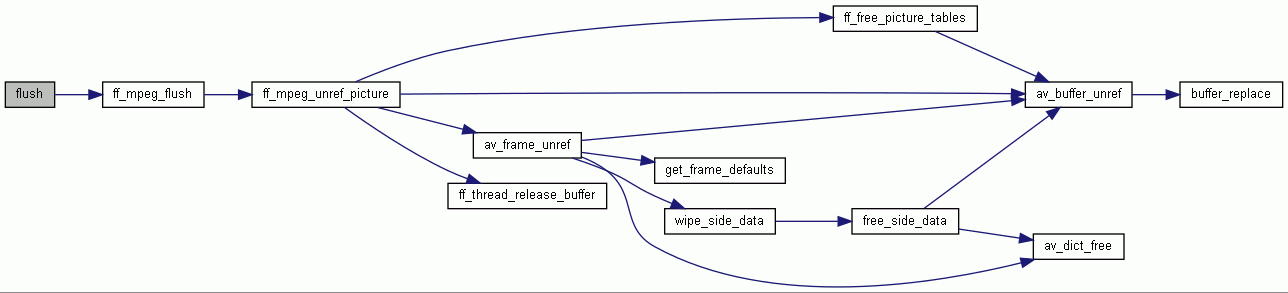 flush
ff_mpeg_flush
ff_mpeg_unref_picture
ff_free_picture_tables
av_frame_unref
ff_thread_release_buffer
get_frame_defaults
wipe_side_data
free_side_data
av_buffer_unref
av_dict_free
buffer_replace